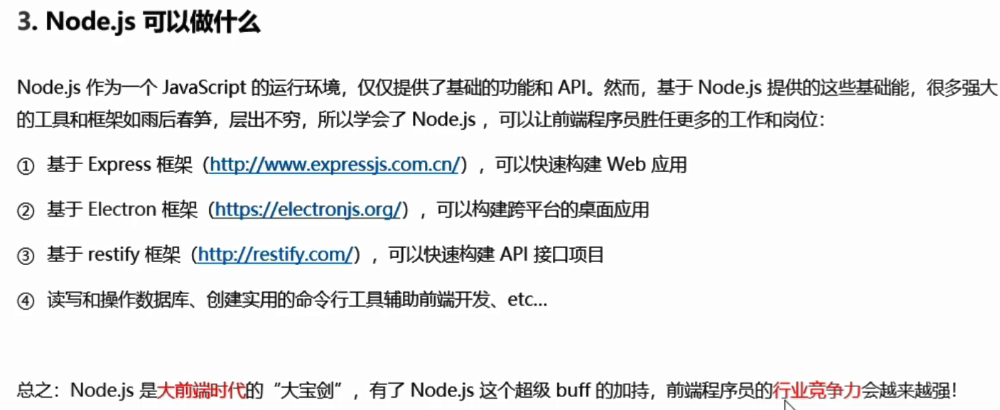 3. Node.js 可以做什么
Node.js 作为一个 JavaScript 的运行环境，仅仅提供了基础的功能和 API。然而，基于 Node.js 提供的这些基础能，很多强大
的工具和框架如雨后春笋，层出不穷，所以学会了 Node.js ，可以让前端程序员胜任更多的工作和岗位：
① 基于 Express 框架（http://www.expressjs.com.cn/），可以快速构建 Web 应用
② 基于 Electron 框架（https://electronjs.org/），可以构建跨平台的桌面应用
③ 基于 restify 框架（http://restify.com/），可以快速构建 API 接口项目
④ 读写和操作数据库、创建实用的命令行工具辅助前端开发、etc...
总之：Node.js 是大前端时代的“大宝剑”，有了 Node.js 这个超级 buff 的加持，前端程序员的行业竞争力会越来越强！